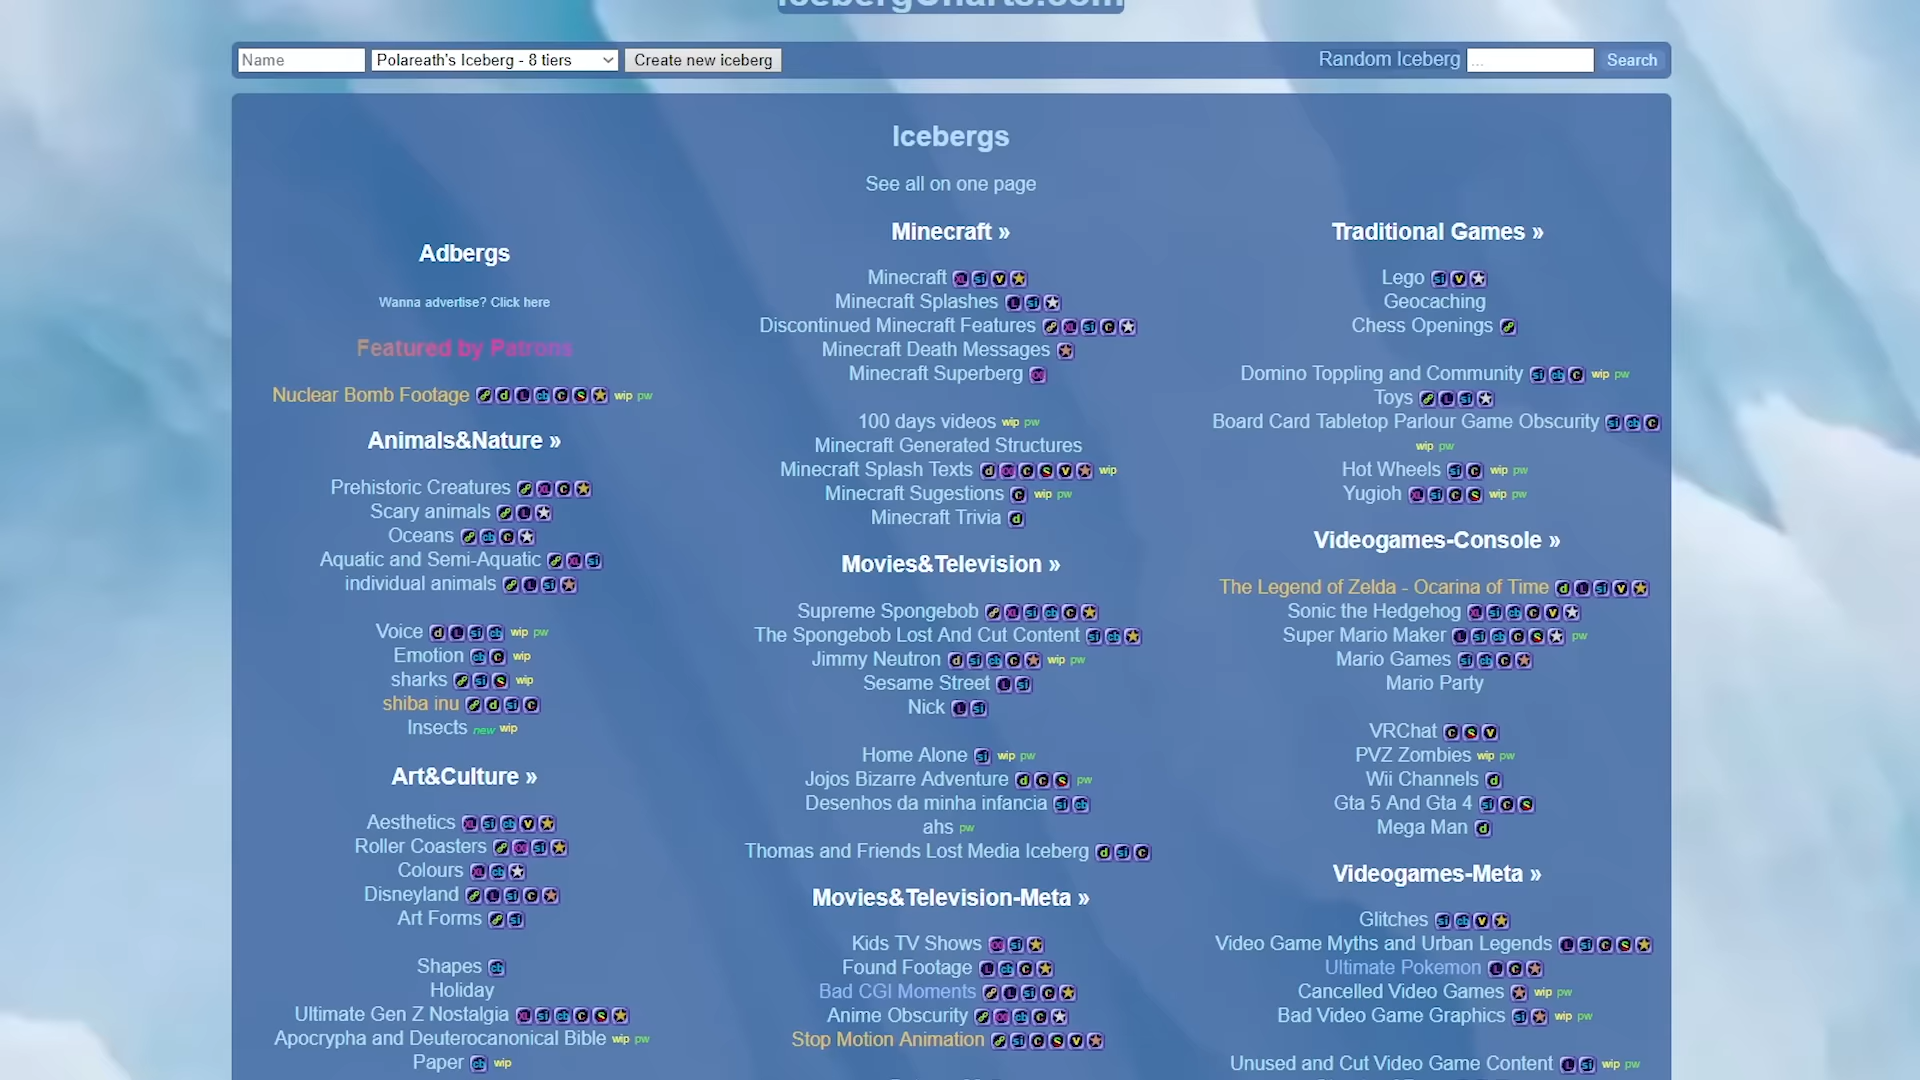 IcebergCharts.com
Name
Polareath's Iceberg - 8 tiers
Create new iceberg
Random Iceberg
...
Search
Icebergs
See all on one page
Adbergs
Wanna advertise? Click here
Featured by Patrons
Nuclear Bomb Footage wip pw
Animals&Nature »
Prehistoric Creatures
Scary animals
Oceans
Aquatic and Semi-Aquatic
individual animals
Voice wip pw
Emotion wip
sharks wip
shiba inu
Insects new wip
Art&Culture »
Aesthetics
Roller Coasters
Colours
Disneyland
Art Forms
Shapes
Holiday
Ultimate Gen Z Nostalgia
Apocrypha and Deuterocanonical Bible wip pw
Paper wip
Minecraft »
Minecraft
Minecraft Splashes
Discontinued Minecraft Features
Minecraft Death Messages
Minecraft Superberg
100 days videos wip pw
Minecraft Generated Structures
Minecraft Splash Texts wip
Minecraft Sugestions wip pw
Minecraft Trivia
Movies&Television »
Supreme Spongebob
The Spongebob Lost And Cut Content
Jimmy Neutron wip pw
Sesame Street
Nick
Home Alone wip pw
Jojos Bizarre Adventure pw
Desenhos da minha infancia
ahs pw
Thomas and Friends Lost Media Iceberg
Movies&Television-Meta »
Kids TV Shows
Found Footage
Bad CGI Moments
Anime Obscurity
Stop Motion Animation
Traditional Games »
Lego
Geocaching
Chess Openings
Domino Toppling and Community wip pw
Toys
Board Card Tabletop Parlour Game Obscurity
wip pw
Hot Wheels wip pw
Yugioh wip pw
Videogames-Console »
The Legend of Zelda - Ocarina of Time
Sonic the Hedgehog
Super Mario Maker pw
Mario Games
Mario Party
VRChat
PVZ Zombies wip pw
Wii Channels
Gta 5 And Gta 4
Mega Man
Videogames-Meta »
Glitches
Video Game Myths and Urban Legends
Ultimate Pokemon
Cancelled Video Games wip pw
Bad Video Game Graphics wip pw
Unused and Cut Video Game Content wip pw